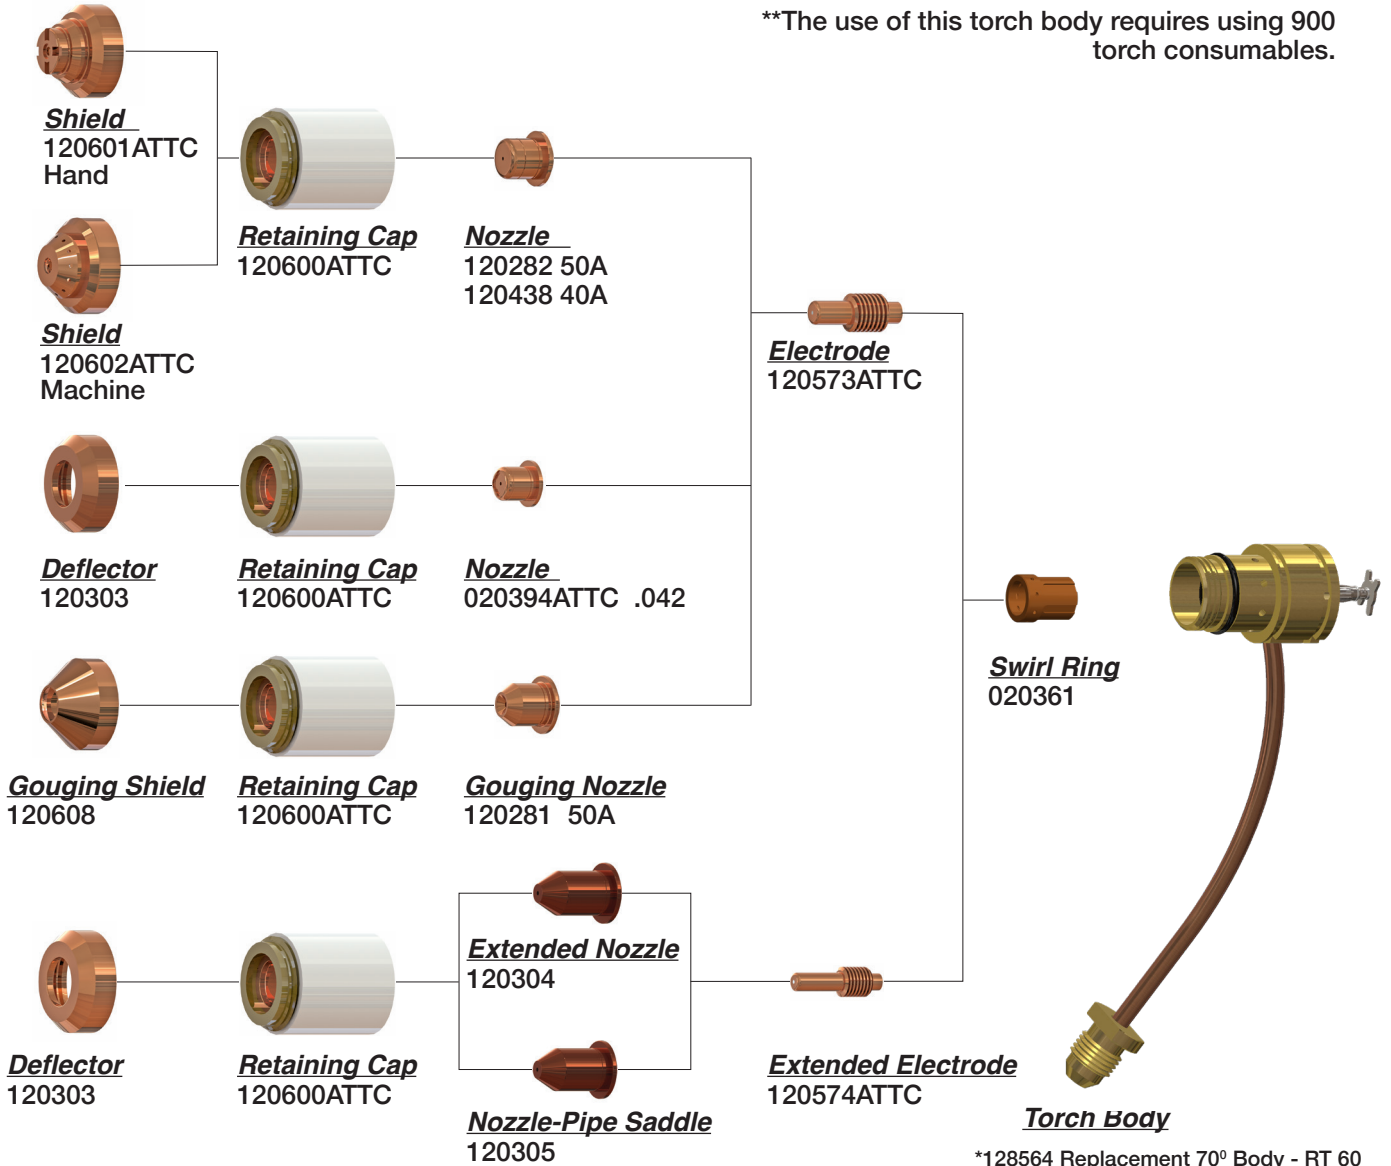 **The use of this torch body requires using 900
torch consumables.
Shield
120601ATTC
Hand
Retaining Cap
120600ATTC
Nozzle
120282 50A
120438 40A
Shield
120602ATTC
Machine
Electrode
120573ATTC
Deflector
120303
Retaining Cap
120600ATTC
Nozzle
020394ATTC .042
Swirl Ring
020361
Gouging Shield
120608
Retaining Cap
120600ATTC
Gouging Nozzle
120281 50A
Extended Nozzle
120304
Deflector
120303
Retaining Cap
120600ATTC
Nozzle-Pipe Saddle
120305
Extended Electrode
120574ATTC
Torch Body
*128564 Replacement 70⁰ Body - RT 60